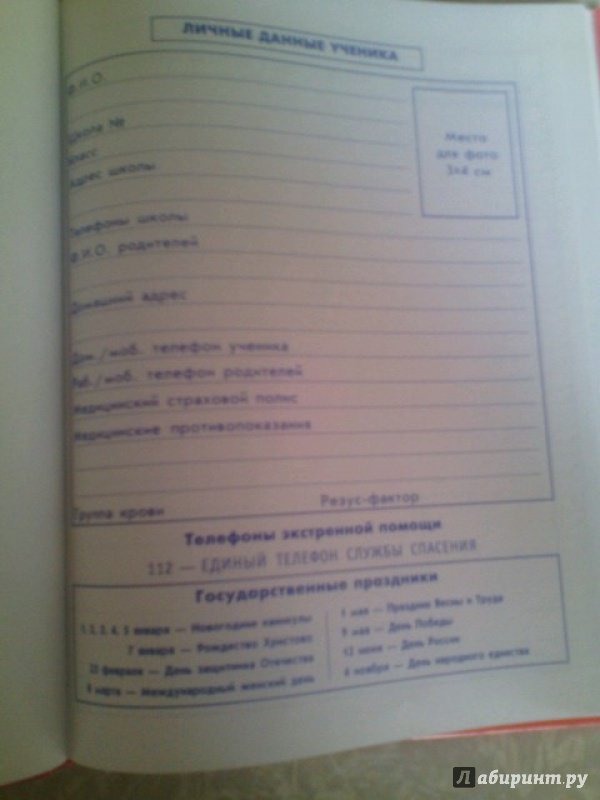 ЛИЧНЫЕ ДАННЫЕ УЧЕНИКА
Ф.И.О.
Школа №
Класс
Адрес школы
Место
для фото
3х4 см
Телефоны школы
Ф.И.О. родителей
Домашний адрес
Дом./моб. телефон ученика
Раб./моб. телефон родителей
Медицинский страховой полис
Медицинские противопоказания
Группа крови Резус-фактор
Телефоны экстренной помощи
112 — ЕДИНЫЙ ТЕЛЕФОН СЛУЖБЫ СПАСЕНИЯ
Государственные праздники
1, 2, 3, 4, 5 января — Новогодние каникулы
7 января — Рождество Христово
23 февраля — День защитника Отечества
8 марта — Международный женский день
1 мая — Праздник Весны и Труда
9 мая — День Победы
12 июня — День России
4 ноября — День народного единства
Лабиринт.ру